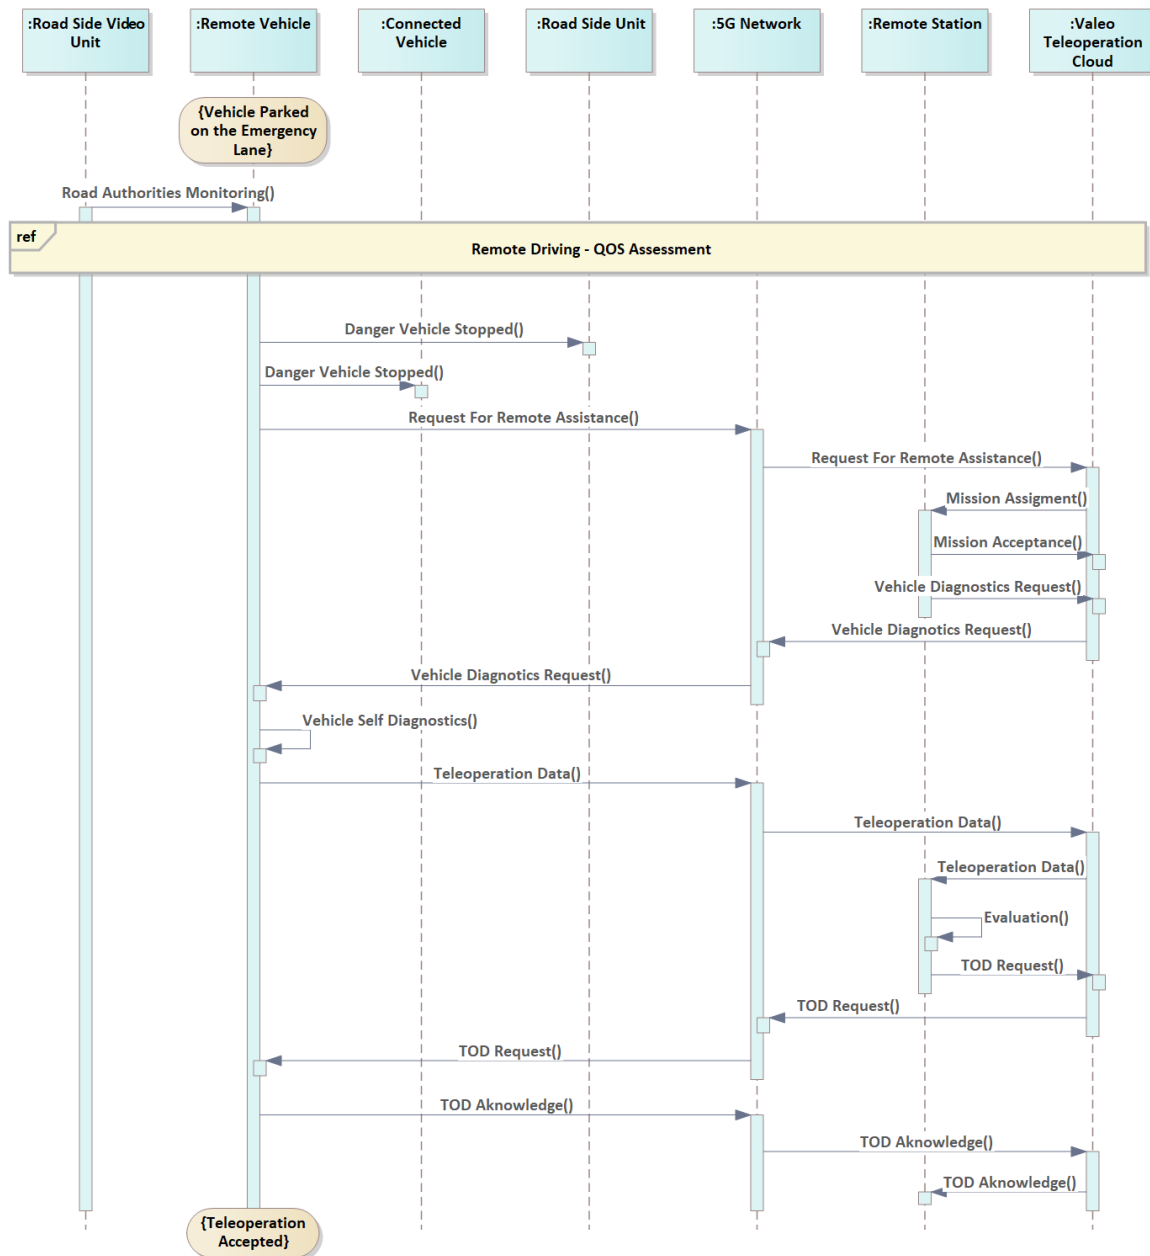 :Road Side Video
Unit
:Remote Vehicle
:Connected
Vehicle
:Road Side Unit
:5G Network
:Remote Station
:Valeo
Teleoperation
Cloud
{Vehicle Parked
on the Emergency
Lane}
Road Authorities Monitoring()
ref
Remote Driving - QOS Assessment
Danger Vehicle Stopped()
Danger Vehicle Stopped()
Request For Remote Assistance()
Request For Remote Assistance()
Mission Assigment()
Mission Acceptance()
Vehicle Diagnostics Request()
Vehicle Diagnotics Request()
Vehicle Diagnotics Request()
Vehicle Self Diagnostics()
Teleoperation Data()
Teleoperation Data()
Teleoperation Data()
Evaluation()
TOD Request()
TOD Request()
TOD Request()
TOD Aknowledge()
TOD Aknowledge()
TOD Aknowledge()
{Teleoperation
Accepted}